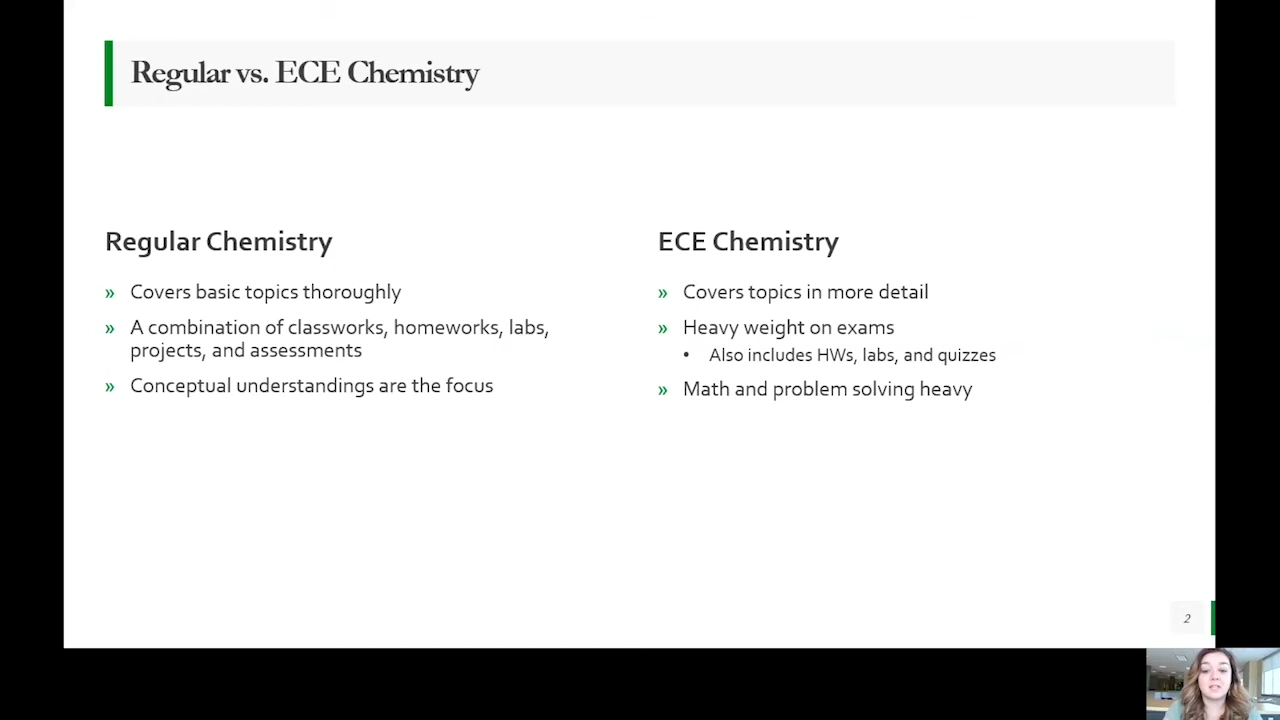 Regular vs. ECE Chemistry
Regular Chemistry
» Covers basic topics thoroughly
» A combination of classworks, homeworks, labs,
projects, and assessments
» Conceptual understandings are the focus
ECE Chemistry
» Covers topics in more detail
» Heavy weight on exams
• Also includes HWs, labs, and quizzes
» Math and problem solving heavy
2